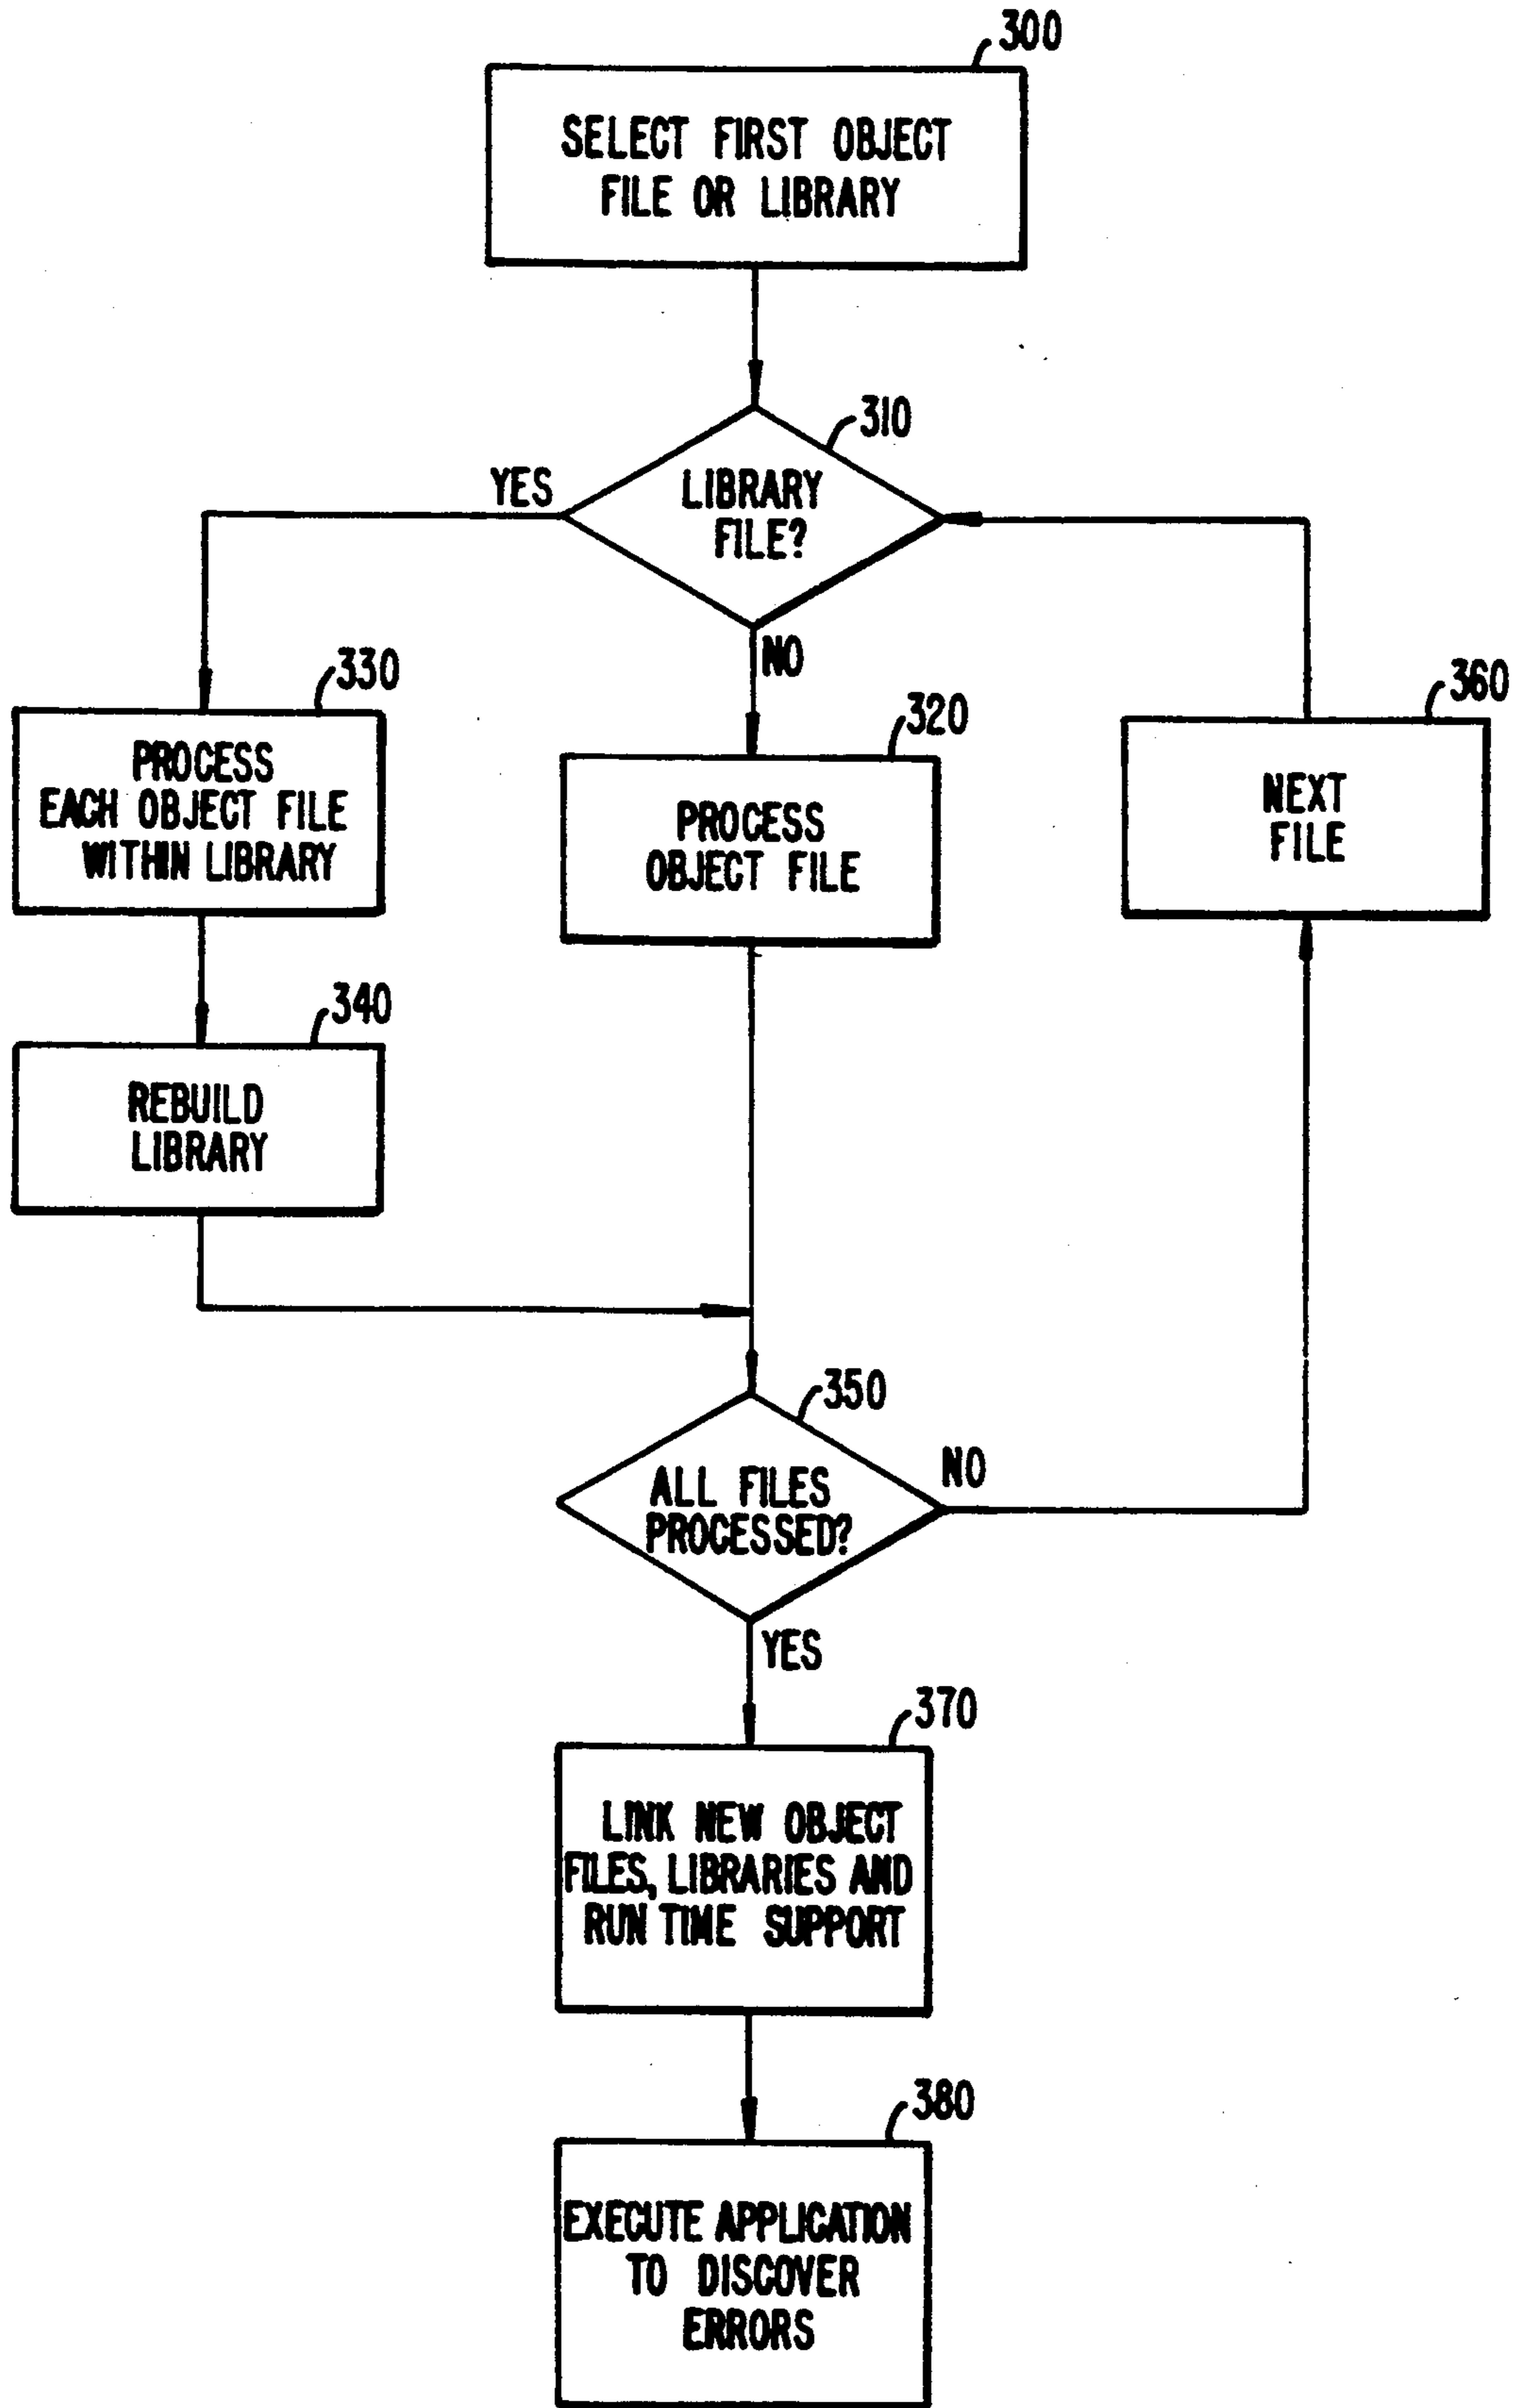 300
SELECT FIRST OBJECT
FILE OR LIBRARY
310
YES
LIBRARY
FILE?
NO
330
PROCESS
EACH OBJECT FILE
WITHIN LIBRARY
320
PROCESS
OBJECT FILE
360
NEXT
FILE
340
REBUILD
LIBRARY
350
ALL FILES
PROCESSED?
NO
YES
370
LINK NEW OBJECT
FILES, LIBRARIES AND
RUN TIME SUPPORT
380
EXECUTE APPLICATION
TO DISCOVER
ERRORS